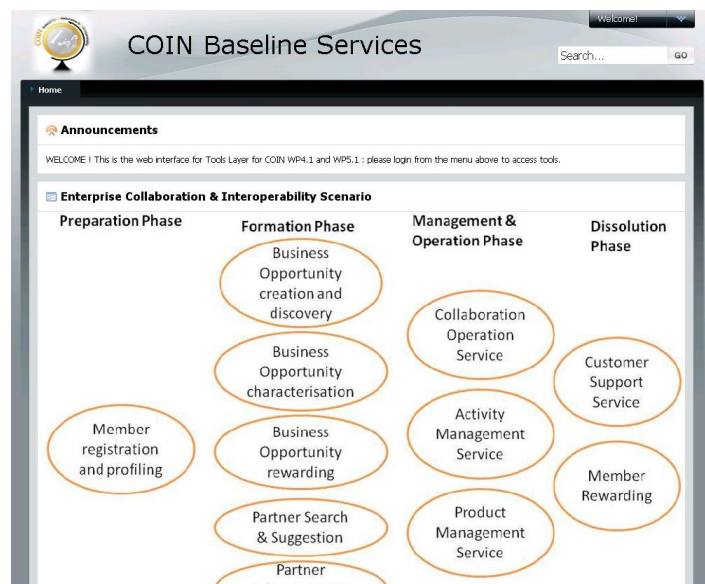 Welcome!
COIN Baseline Services
Search...
GO
Home
Announcements
WELCOME ! This is the web interface for Tools Layer for COIN WP4.1 and WP5.1 : please login from the menu above to access tools.
Enterprise Collaboration & Interoperability Scenario
Preparation Phase
Member
registration
and profiling
Formation Phase
Business
Opportunity
creation and
discovery
Business
Opportunity
characterisation
Business
Opportunity
rewarding
Partner Search
& Suggestion
Partner
Management &
Operation Phase
Collaboration
Operation
Service
Activity
Management
Service
Product
Management
Service
Dissolution
Phase
Customer
Support
Service
Member
Rewarding